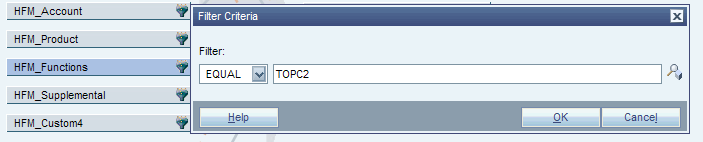 HFM_Account
HFM_Product
HFM_Functions
HFM_Supplemental
HFM_Custom4
Filter Criteria
Filter:
EQUAL TOPC2
Help OK Cancel